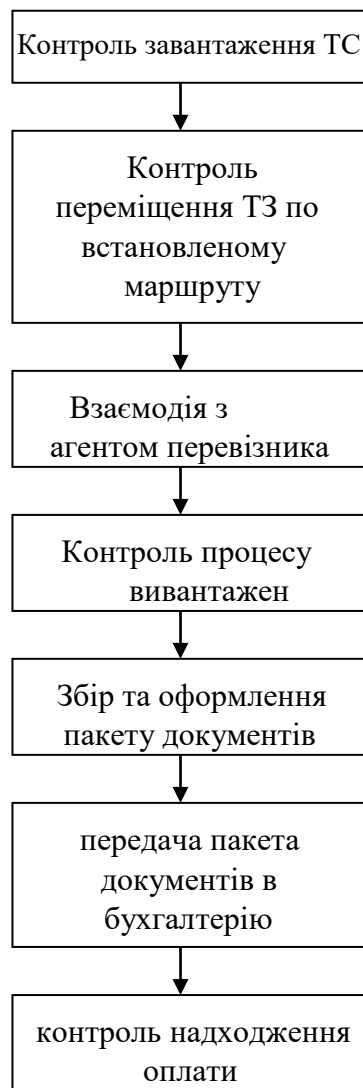 Контроль завантаження ТС
Контроль
переміщення ТЗ по
встановленому
маршруту
Взаємодія з
агентом перевізника
Контроль процесу
вивантажен
Збір та оформлення
пакету документів
передача пакета
документів в
бухгалтерію
контроль надходження
оплати